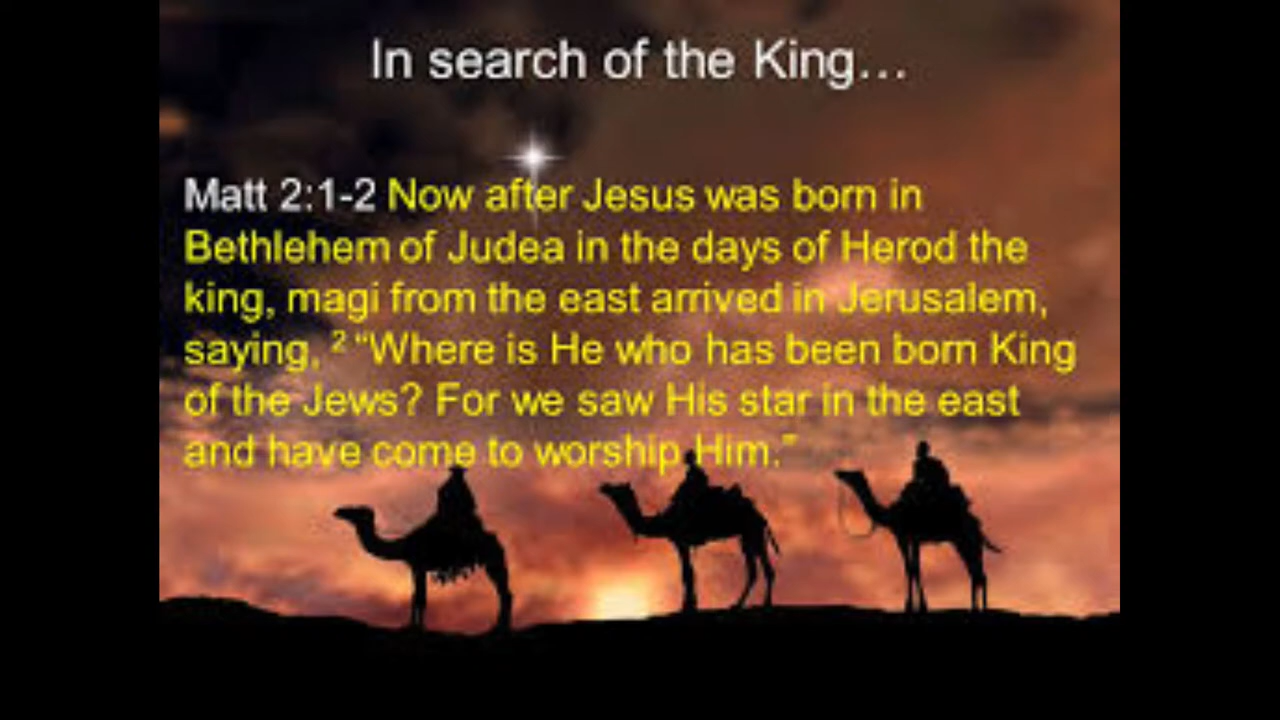 In search of the King…
Matt 2:1-2 Now after Jesus was born in
Bethlehem of Judea in the days of Herod the
king, magi from the east arrived in Jerusalem,
saying, ² “Where is He who has been born King
of the Jews? For we saw His star in the east
and have come to worship Him.”